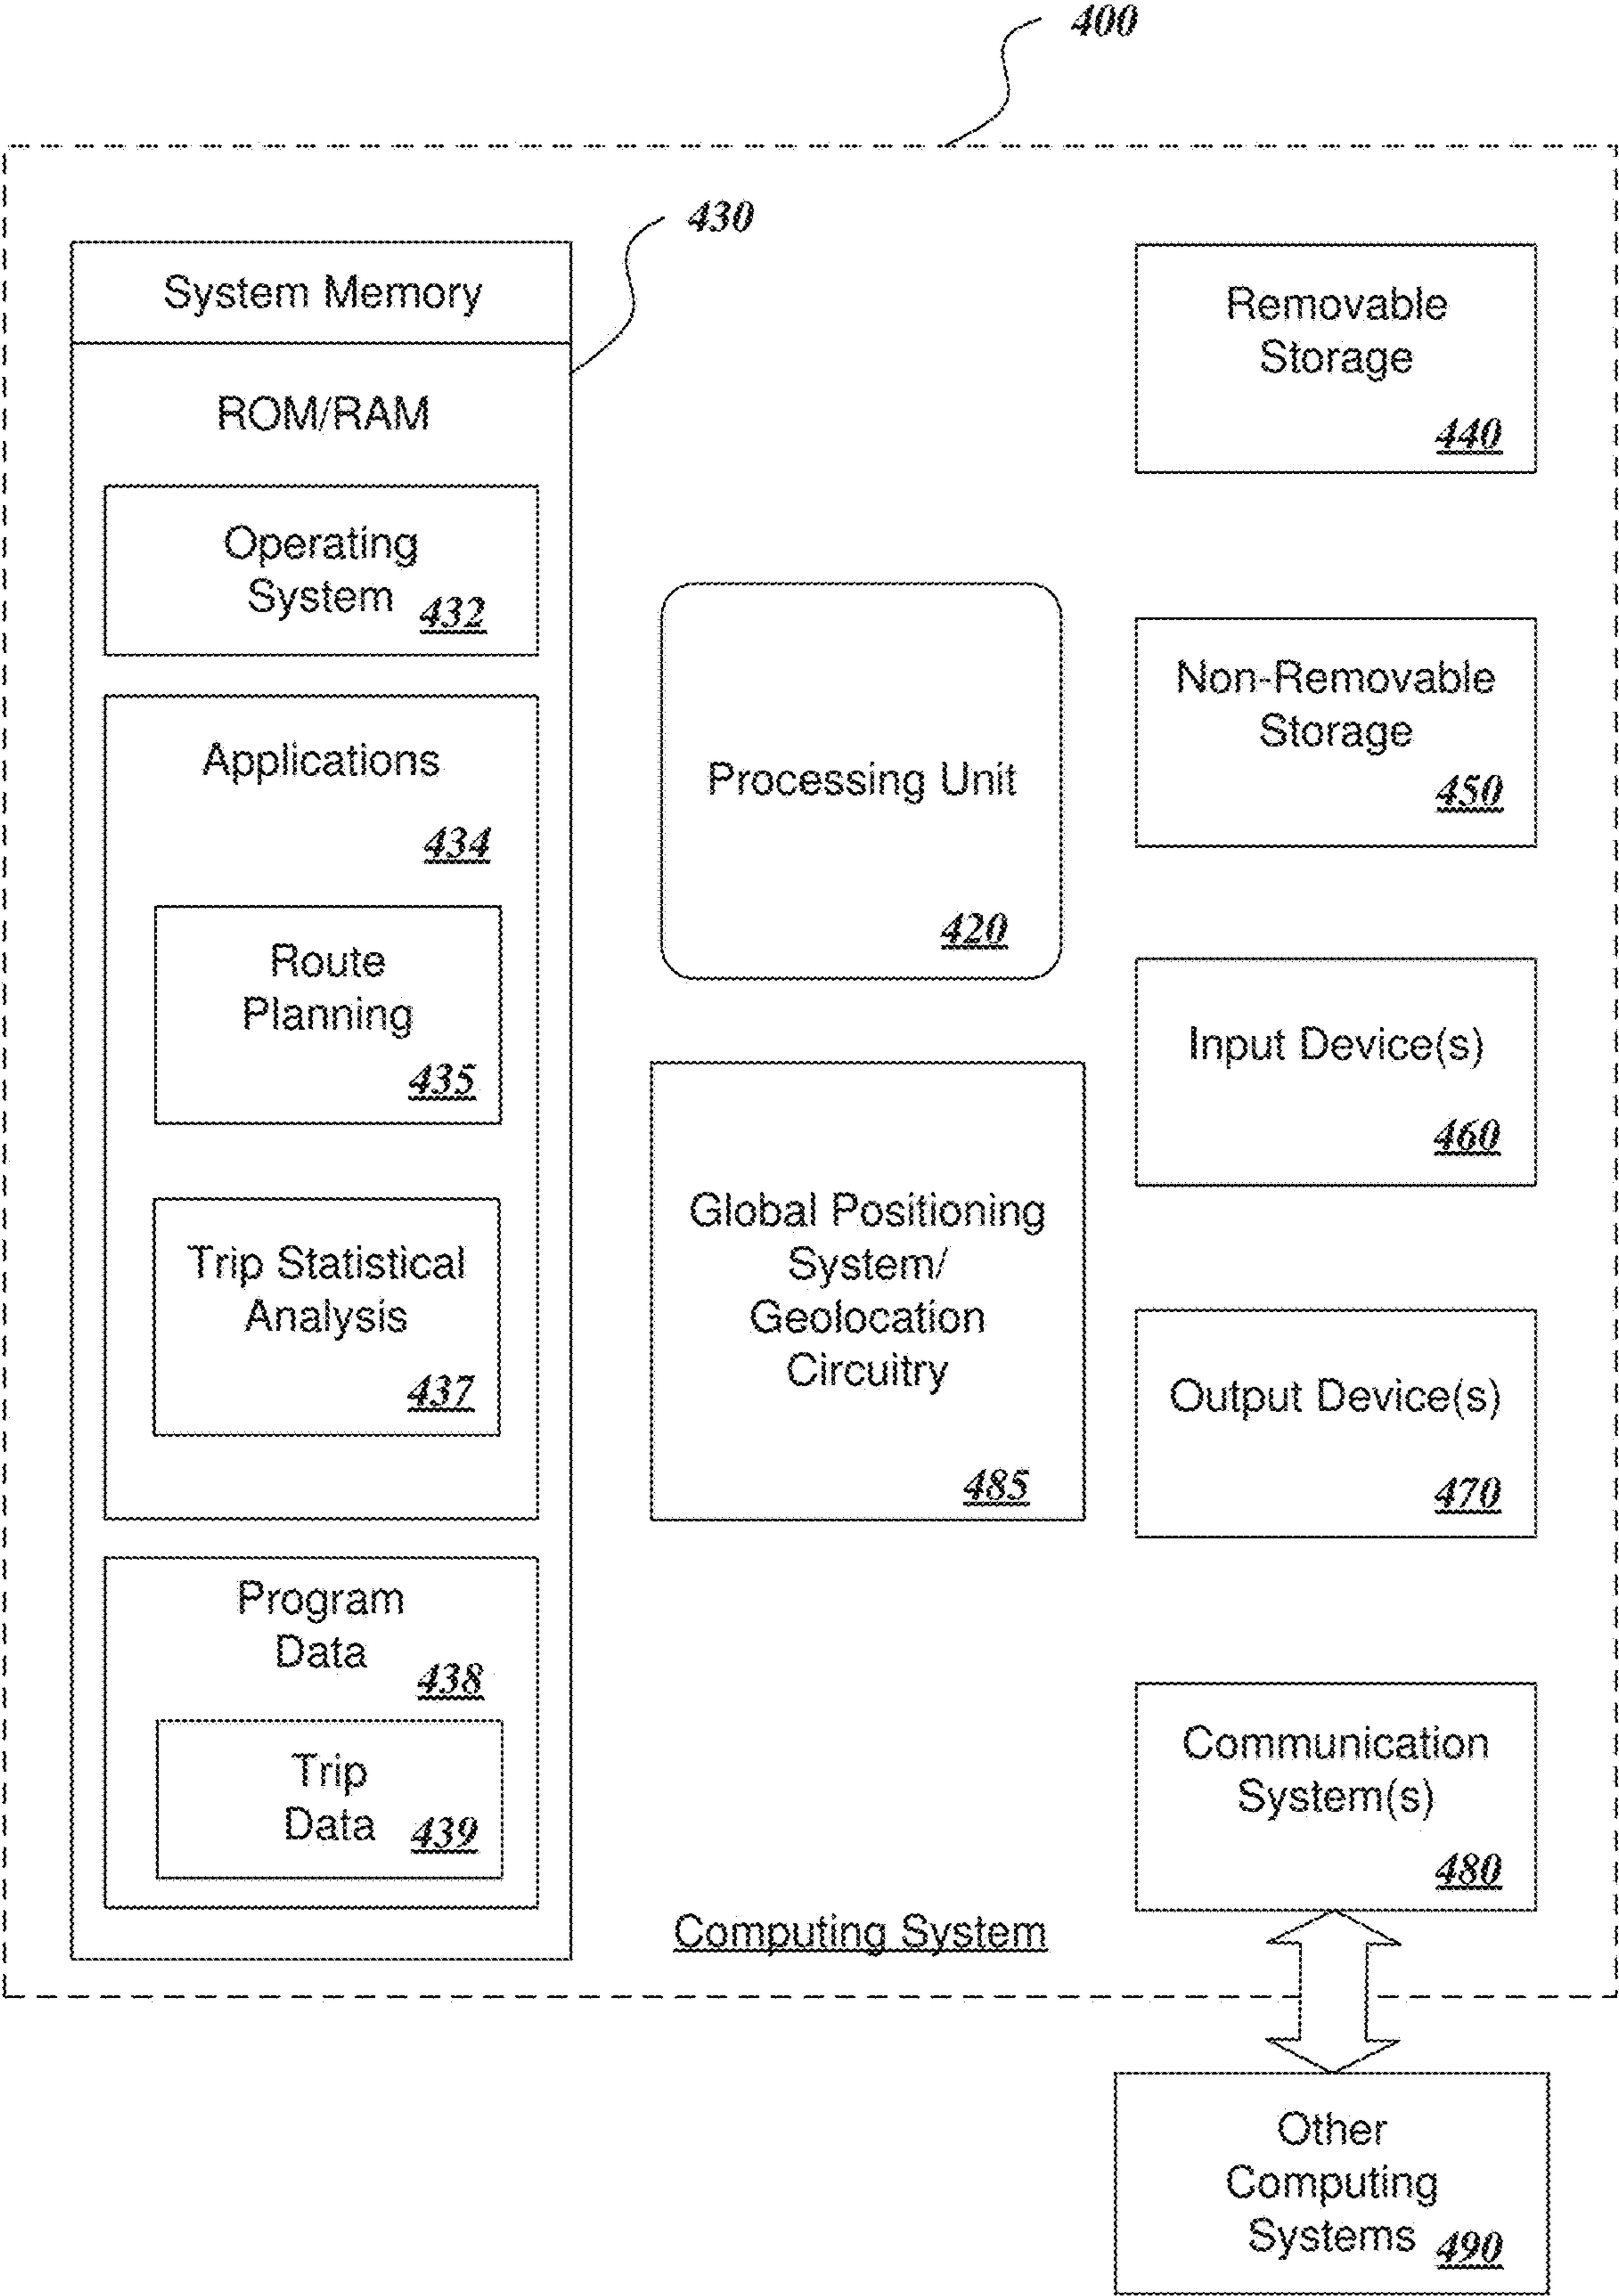 400
430
System Memory
ROM/RAM
Operating
System 432
Applications
434
Route
Planning
435
Trip Statistical
Analysis
437
Program
Data
438
Trip
Data 439
Processing Unit
420
Global Positioning
System/
Geolocation
Circuitry
485
Removable
Storage
440
Non-Removable
Storage
450
Input Device(s)
460
Output Device(s)
470
Communication
System(s)
480
Computing System
Other
Computing
Systems 490